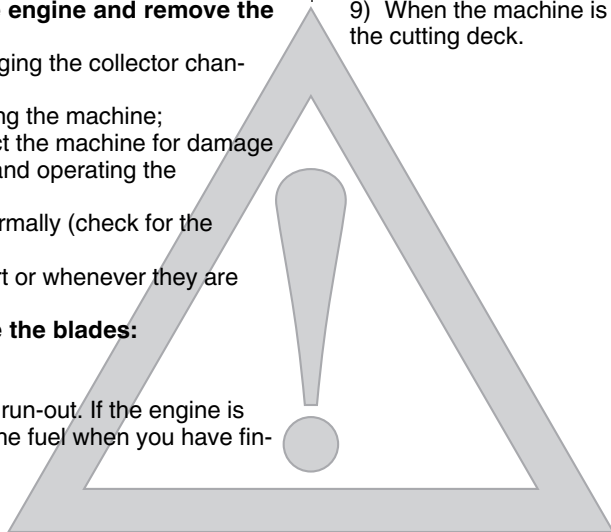 engine and remove the
ging the collector chan-
ng the machine;
ct the machine for damage
and operating the
rmally (check for the
rt or whenever they are
e the blades:
run-out. If the engine is
ne fuel when you have fin-
9) When the machine is
the cutting deck.